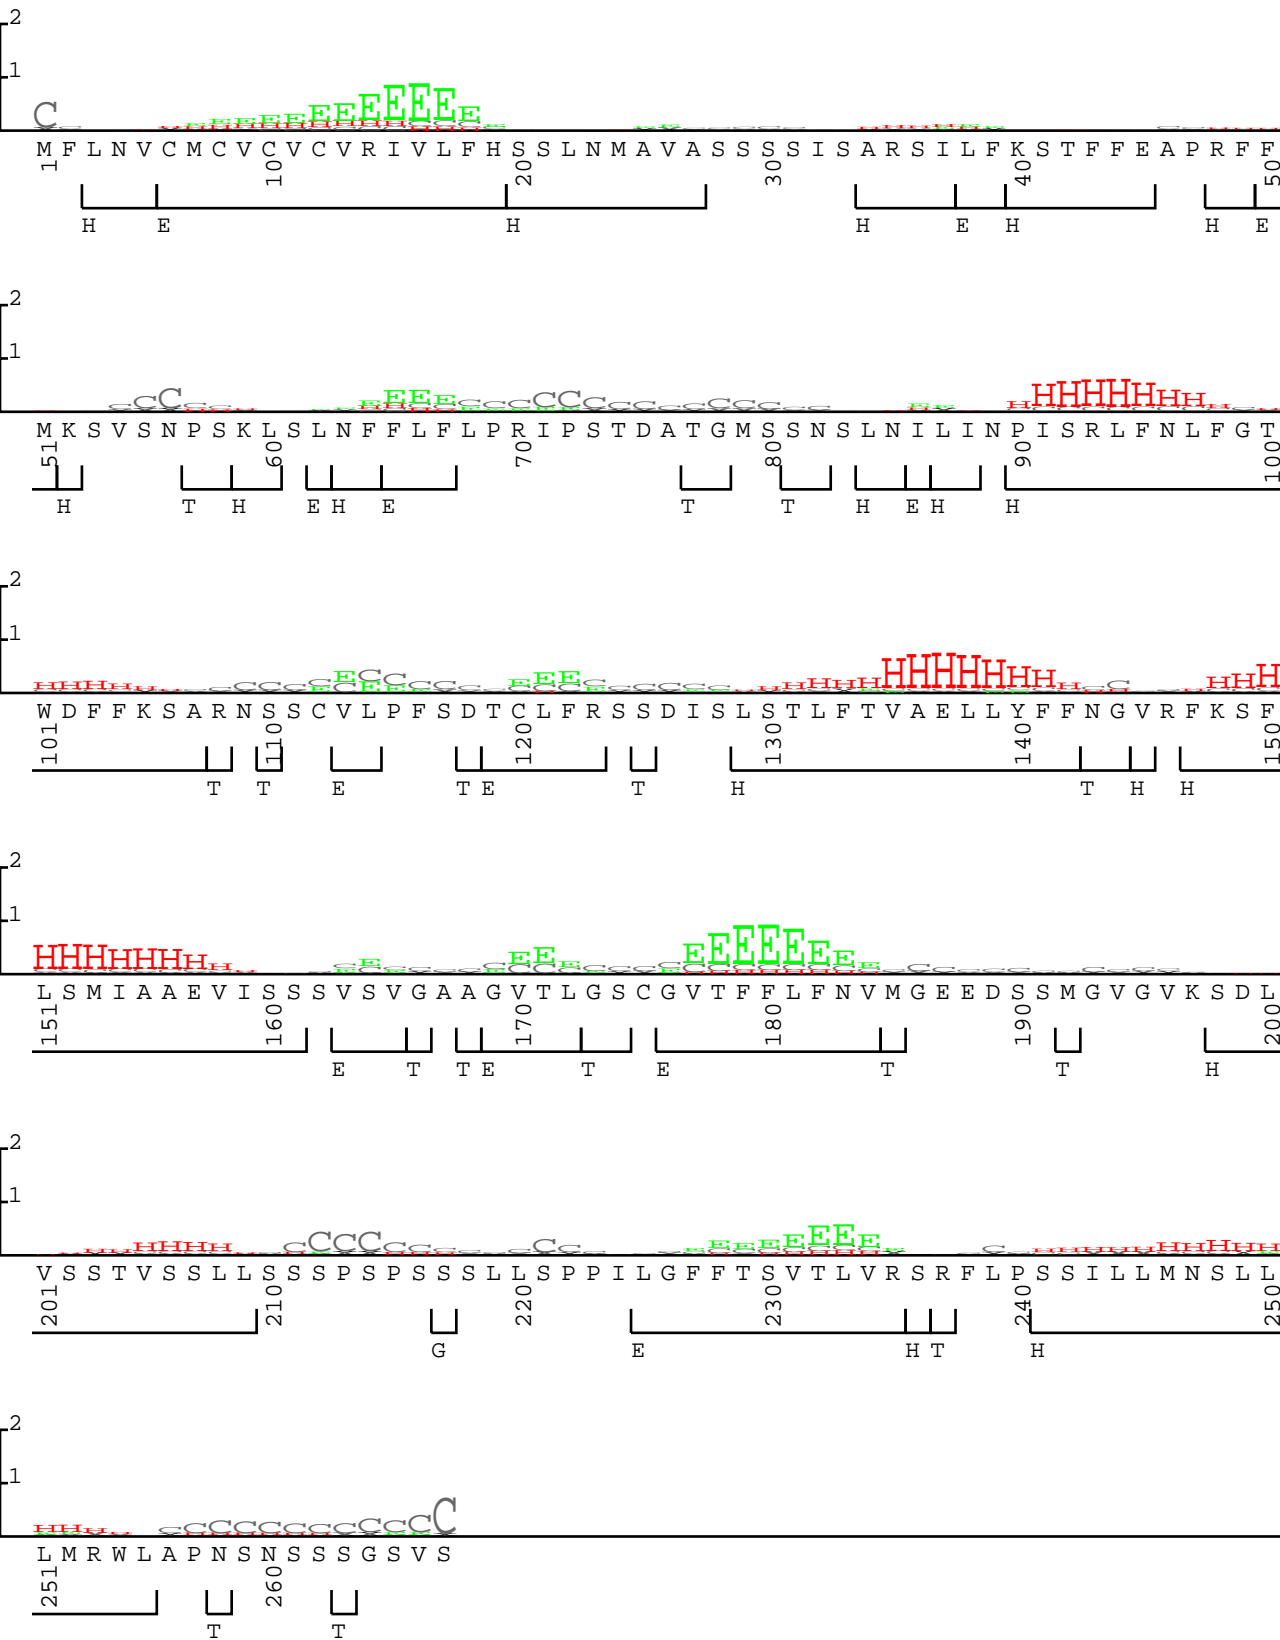 2
1
M F L N V C M C V C V C V R I V L F H S S L N M A V A S S S S I S A R S I L F K S T F F E A P R F F
1 10 20 30 40 50
H E H H E H H E
2
1
M K S V S N P S K L S L N F F L F L P R I P S T D A T G M S S N S L N I L I N P I S R L F N L F G T
51 60 70 80 90 100
H T H E H E T T H E H H
2
1
W D F F K S A R N S S C V L P F S D T C L F R S S D I S L S T L F T V A E L L Y F F N G V R F K S F
101 110 120 130 140 150
T T E T E T H T H H
2
1
L S M I A A E V I S S S V S V G A A G V T L G S C G V T F F L F N V M G E E D S S M G V G V K S D L
151 160 170 180 190 200
E T T E T E T T H
2
1
V S S T V S S L L S S S P S P S S S L L S P P I L G F F T S V T L V R S R F L P S S I L L M N S L L
201 210 220 230 240 250
G E H T H
2
1
L M R W L A P N S N S S S G S V S
251 260
T T